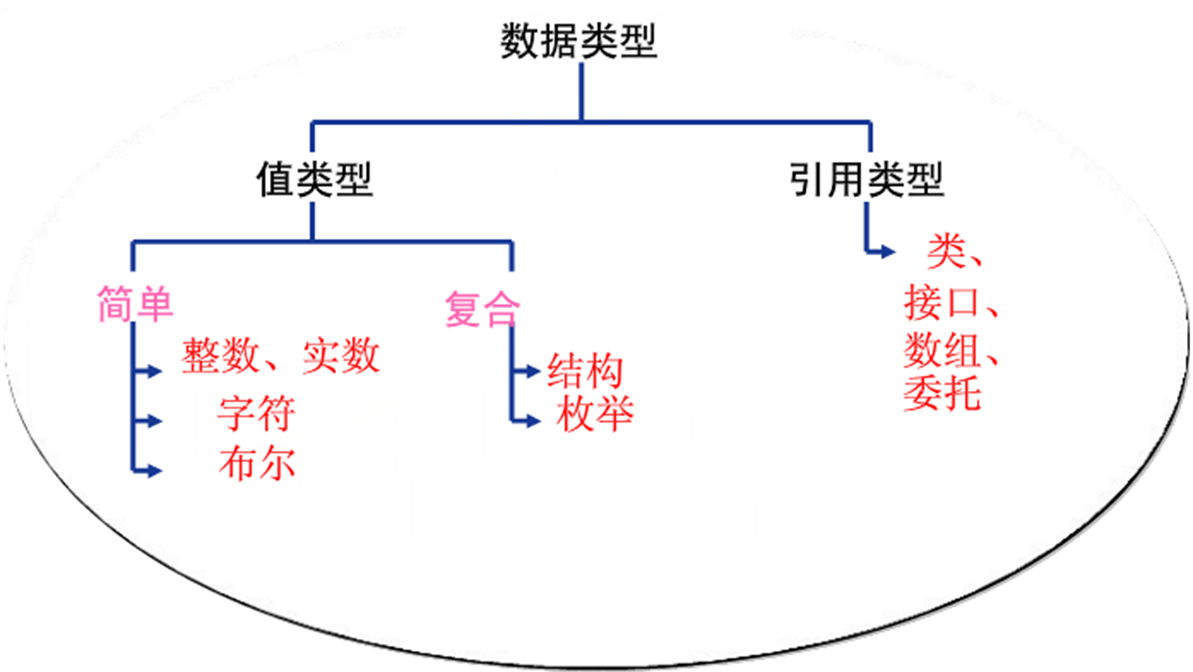 数据类型
值类型
引用类型
简单
整数、实数
字符
布尔
复合
结构
枚举
类、
接口、
数组、
委托